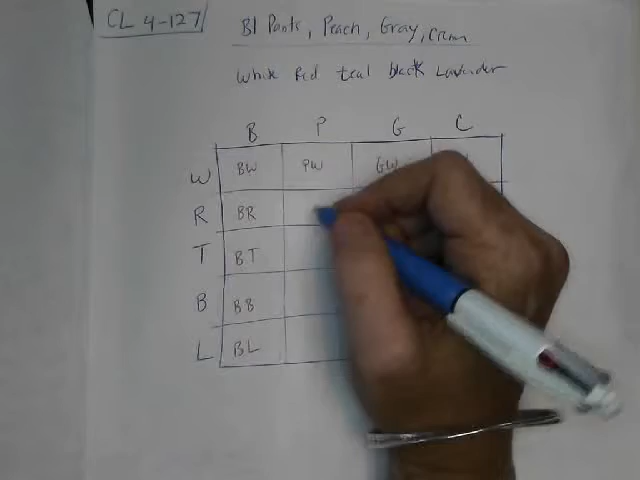 CL 4-127
Bl Pants, Peach, Gray, Crem
White Red teal black Lavender
B P G C
W BW PW GW
R BR
T BT
B BB
L BL